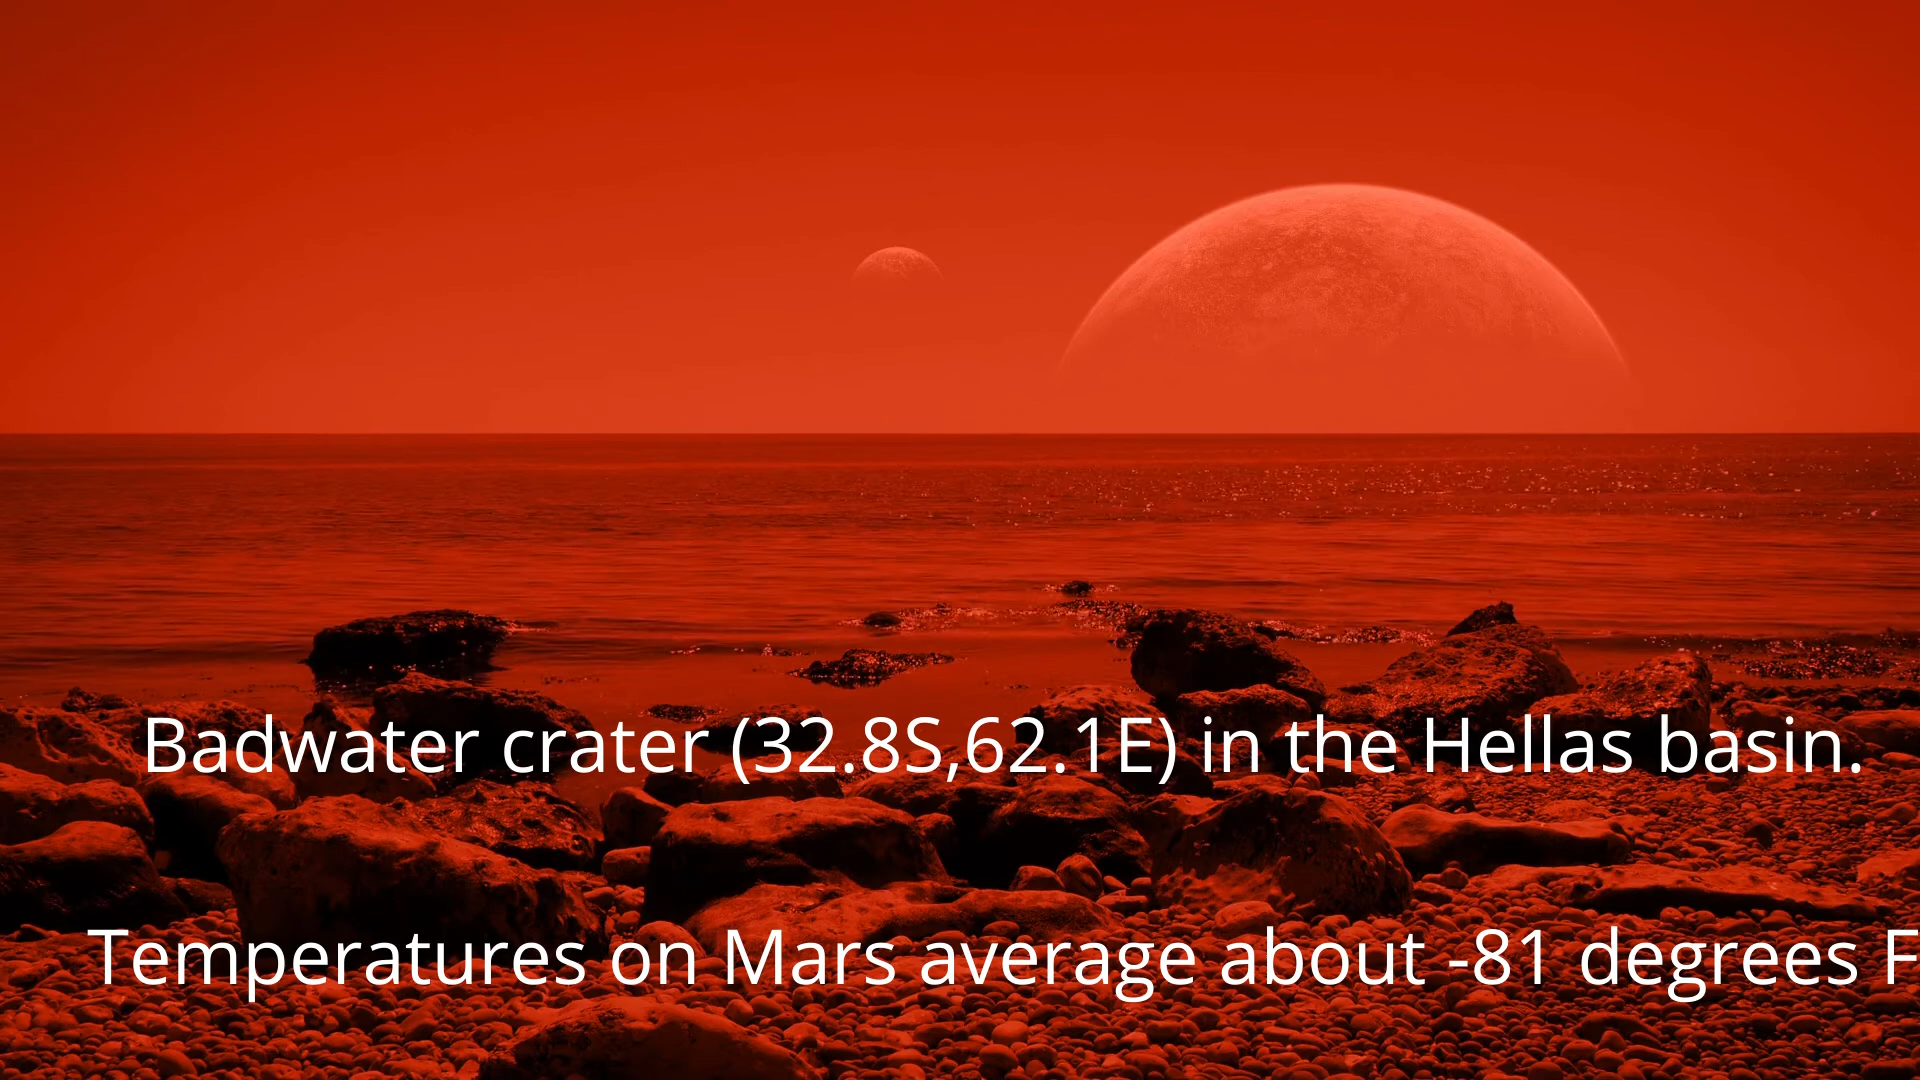 Badwater crater (32.8S,62.1E) in the Hellas basin.
Temperatures on Mars average about -81 degrees F